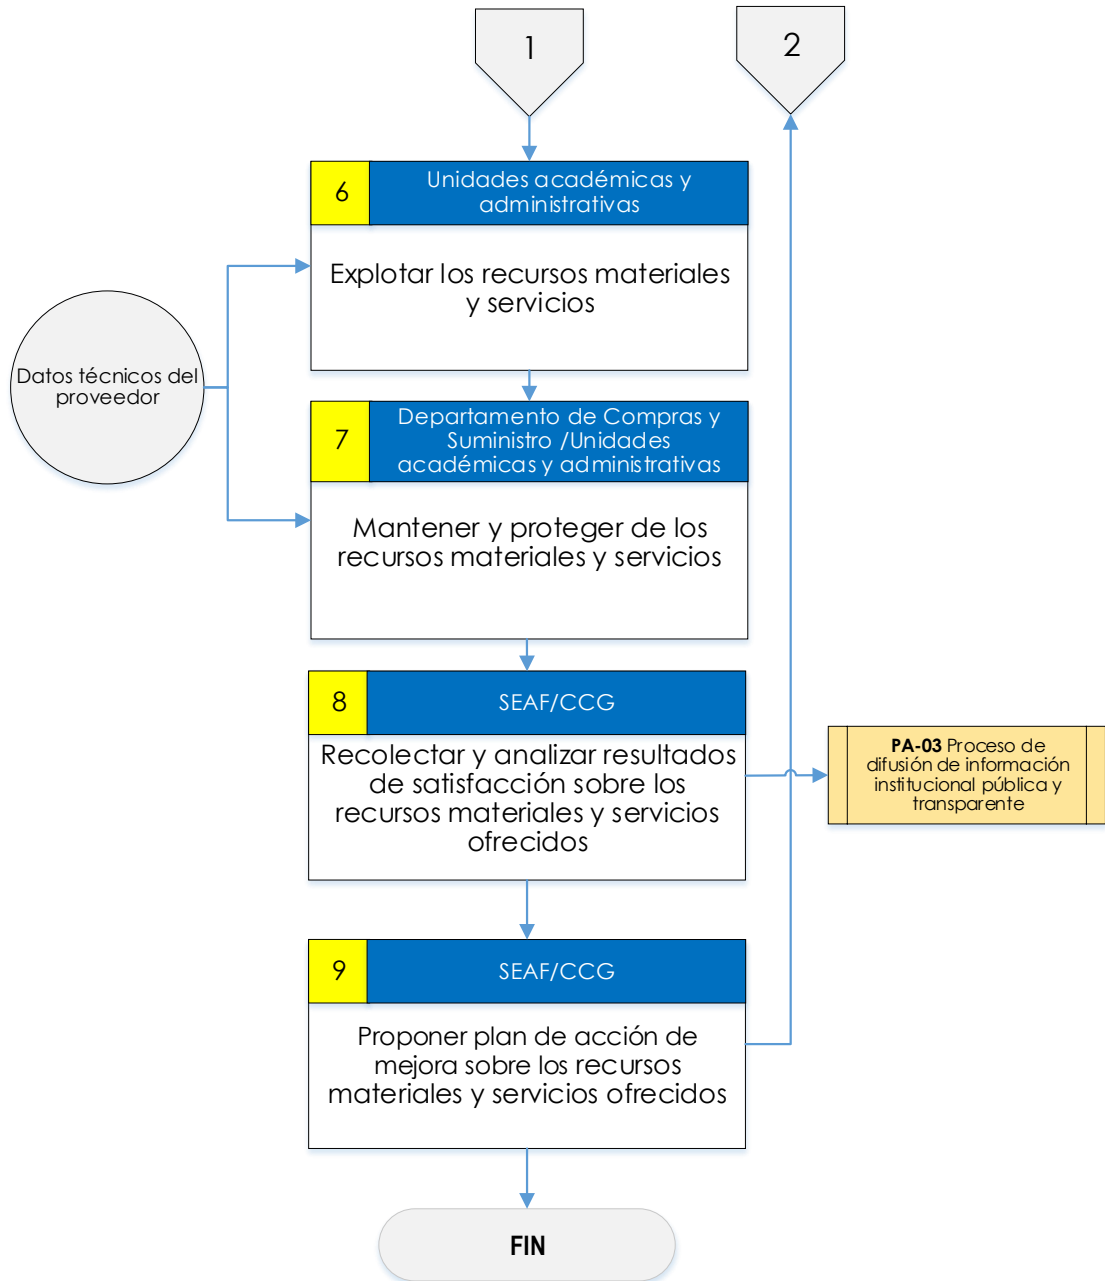 1
2
6
Unidades académicas y
administrativas
Explotar los recursos materiales
y servicios
Datos técnicos del
proveedor
7
Departamento de Compras y
Suministro /Unidades
académicas y administrativas
Mantener y proteger de los
recursos materiales y servicios
8
SEAF/CCG
Recolectar y analizar resultados
de satisfacción sobre los
recursos materiales y servicios
ofrecidos
PA-03 Proceso de
difusión de información
institucional pública y
transparente
9
SEAF/CCG
Proponer plan de acción de
mejora sobre los recursos
materiales y servicios ofrecidos
FIN